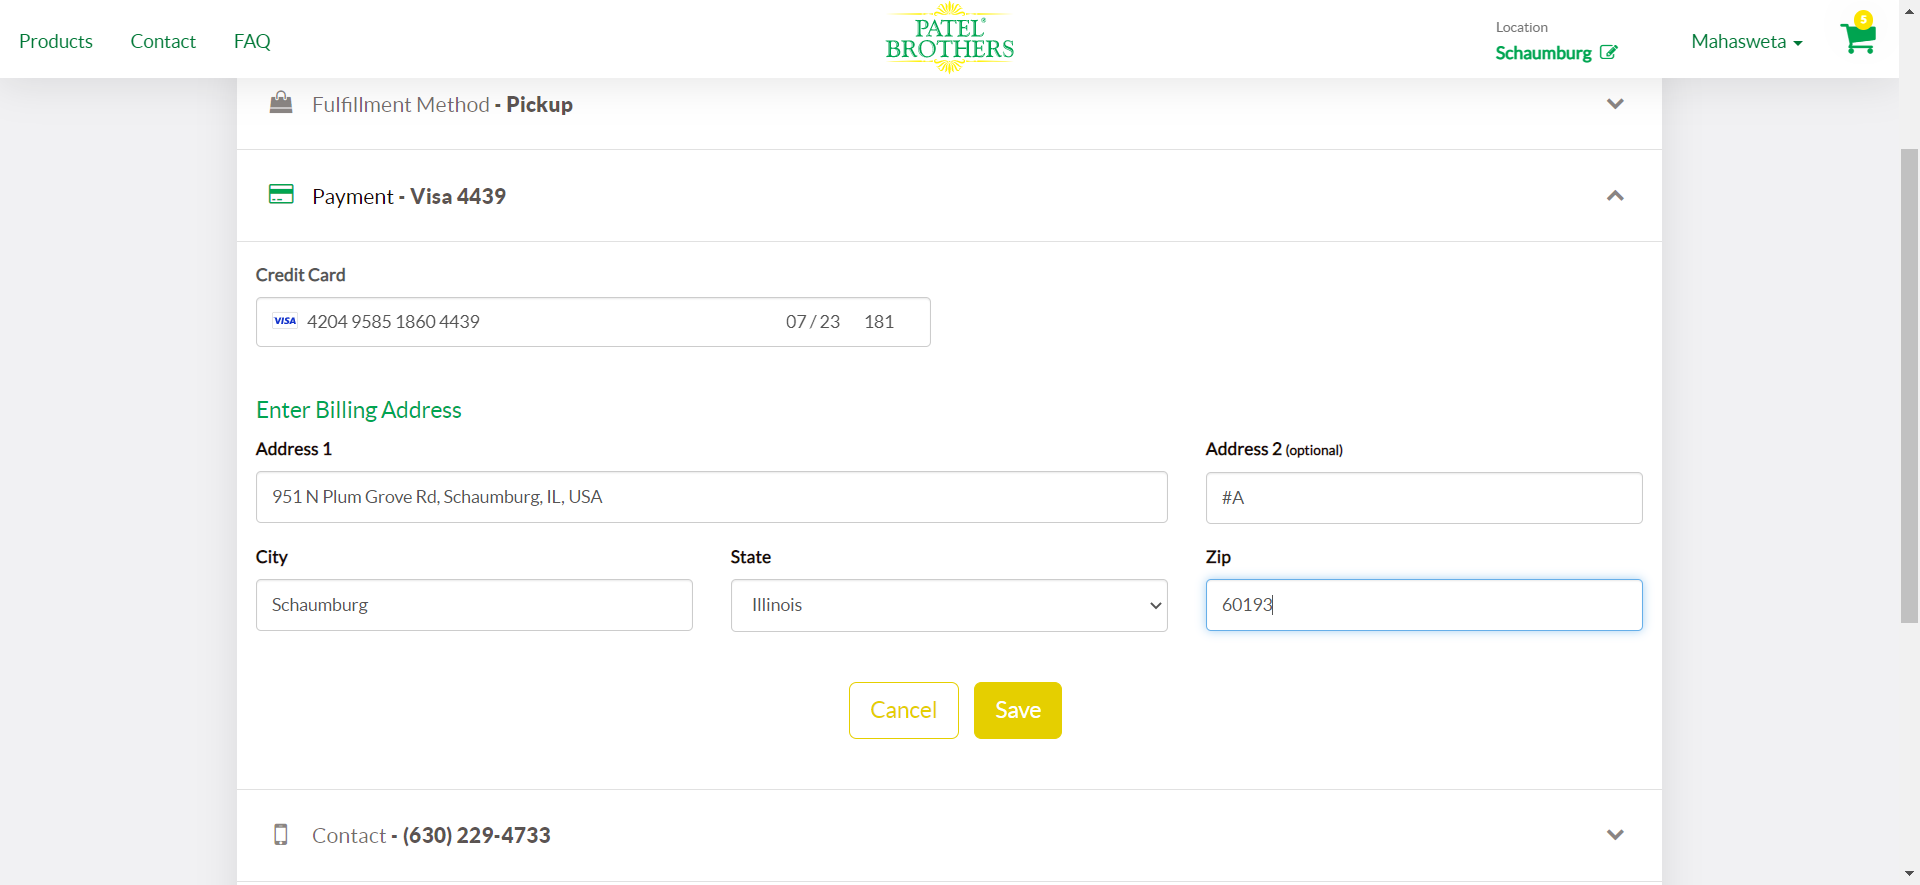 Products
Contact
FAQ
PATEL®
BROTHERS
Location
Schaumburg
Mahasweta
5
Fulfillment Method - Pickup
Payment - Visa 4439
Credit Card
VISA 4204 9585 1860 4439 07 / 23 181
Enter Billing Address
Address 1
Address 2 (optional)
951 N Plum Grove Rd, Schaumburg, IL, USA
#A
City
State
Zip
Schaumburg
Illinois
60193
Cancel
Save
Contact - (630) 229-4733